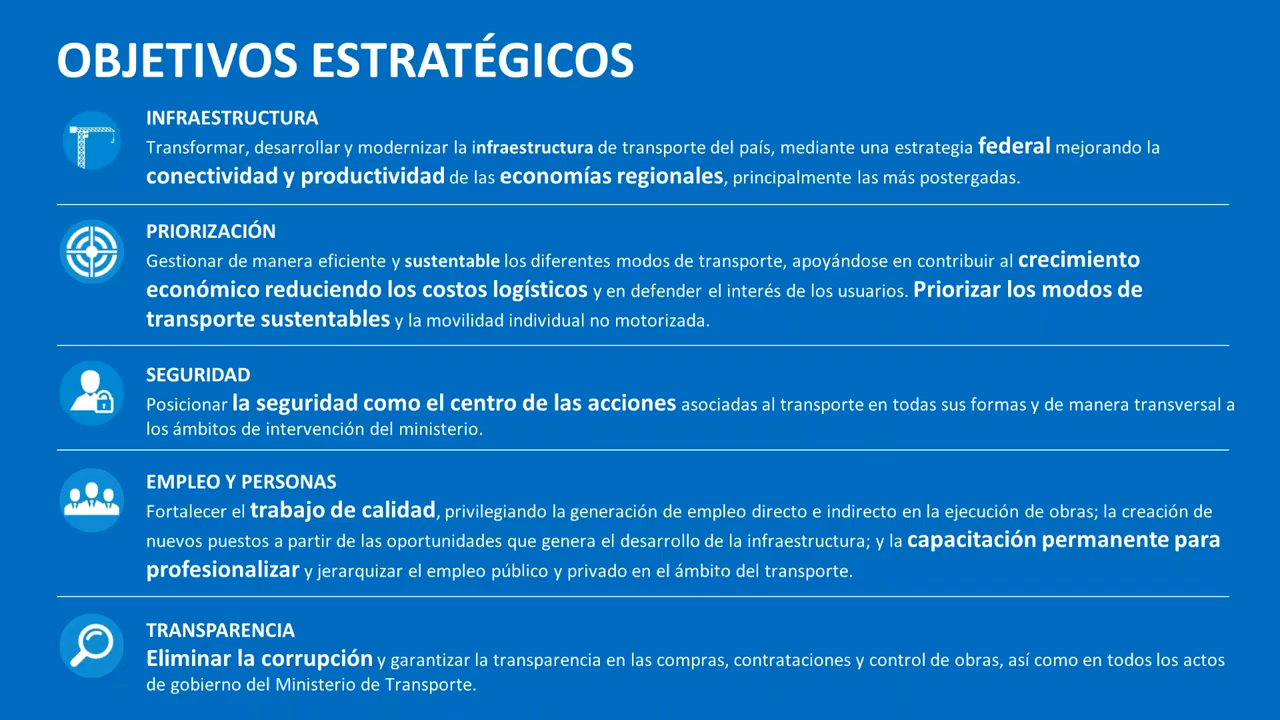 OBJETIVOS ESTRATÉGICOS
INFRAESTRUCTURA
Transformar, desarrollar y modernizar la infraestructura de transporte del país, mediante una estrategia federal mejorando la
conectividad y productividad de las economías regionales, principalmente las más postergadas.
PRIORIZACIÓN
Gestionar de manera eficiente y sustentable los diferentes modos de transporte, apoyándose en contribuir al crecimiento
económico reduciendo los costos logísticos y en defender el interés de los usuarios. Priorizar los modos de
transporte sustentables y la movilidad individual no motorizada.
SEGURIDAD
Posicionar la seguridad como el centro de las acciones asociadas al transporte en todas sus formas y de manera transversal a
los ámbitos de intervención del ministerio.
EMPLEO Y PERSONAS
Fortalecer el trabajo de calidad, privilegiando la generación de empleo directo e indirecto en la ejecución de obras; la creación de
nuevos puestos a partir de las oportunidades que genera el desarrollo de la infraestructura; y la capacitación permanente para
profesionalizar y jerarquizar el empleo público y privado en el ámbito del transporte.
TRANSPARENCIA
Eliminar la corrupción y garantizar la transparencia en las compras, contrataciones y control de obras, así como en todos los actos
de gobierno del Ministerio de Transporte.